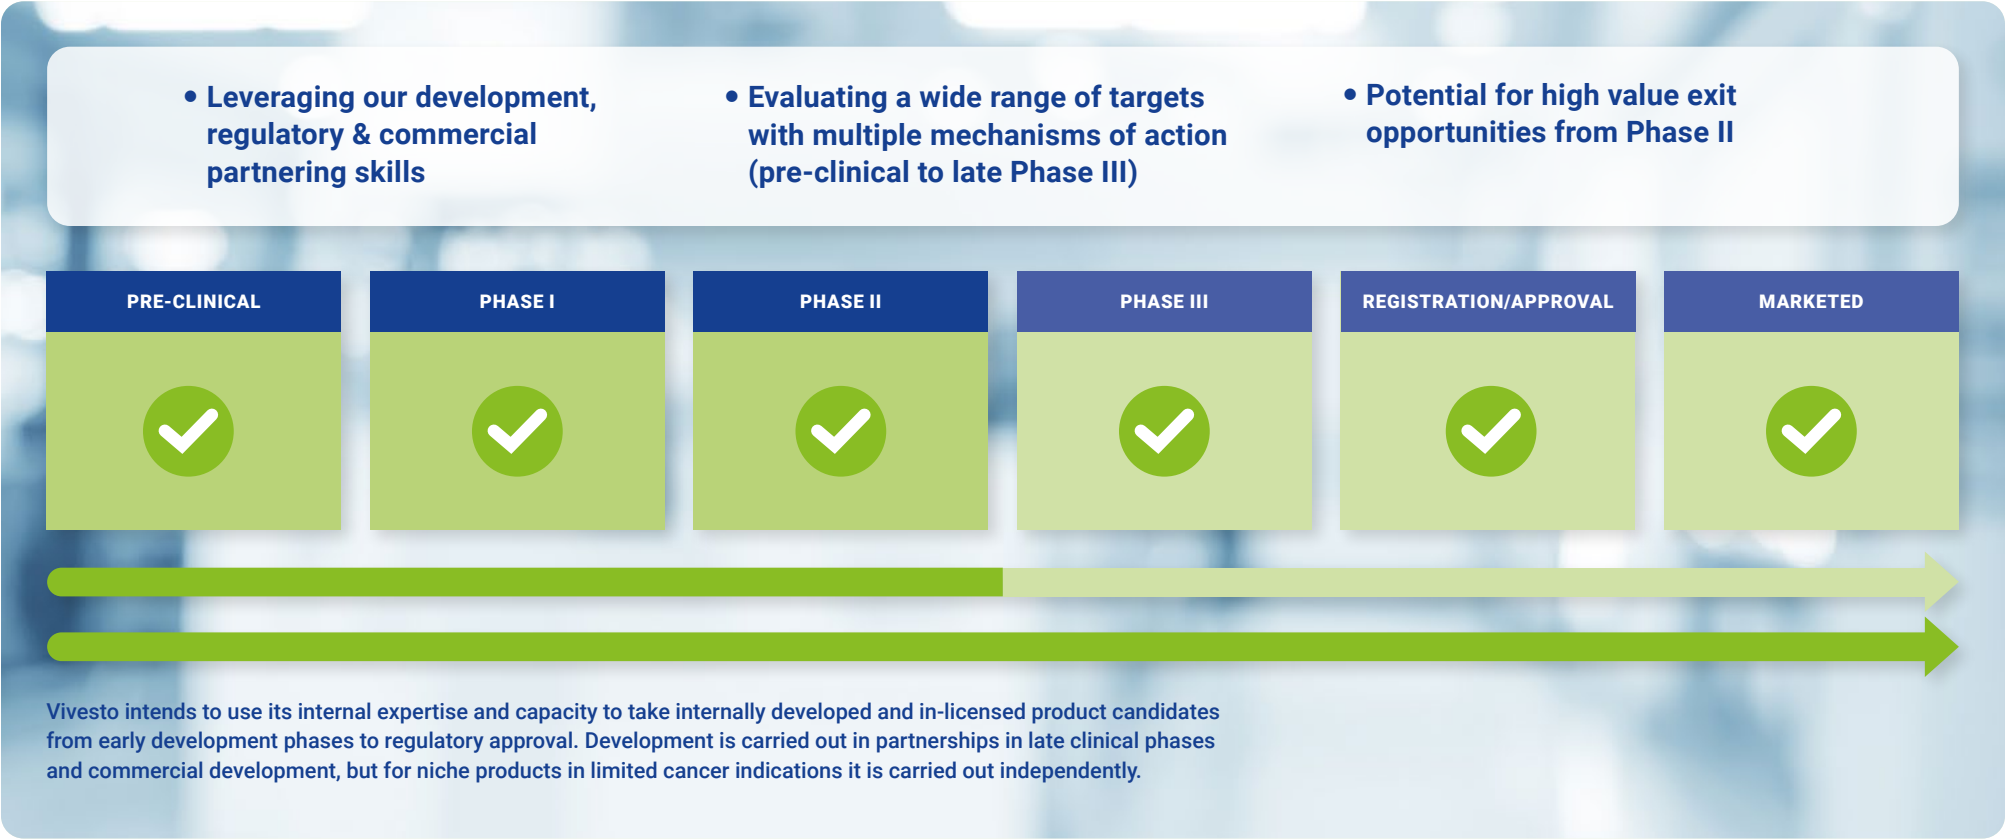 • Leveraging our development,
regulatory & commercial
partnering skills
• Evaluating a wide range of targets
with multiple mechanisms of action
(pre-clinical to late Phase III)
• Potential for high value exit
opportunities from Phase II
PRE-CLINICAL
PHASE I
PHASE II
PHASE III
REGISTRATION/APPROVAL
MARKETED
Vivesto intends to use its internal expertise and capacity to take internally developed and in-licensed product candidates
from early development phases to regulatory approval. Development is carried out in partnerships in late clinical phases
and commercial development, but for niche products in limited cancer indications it is carried out independently.